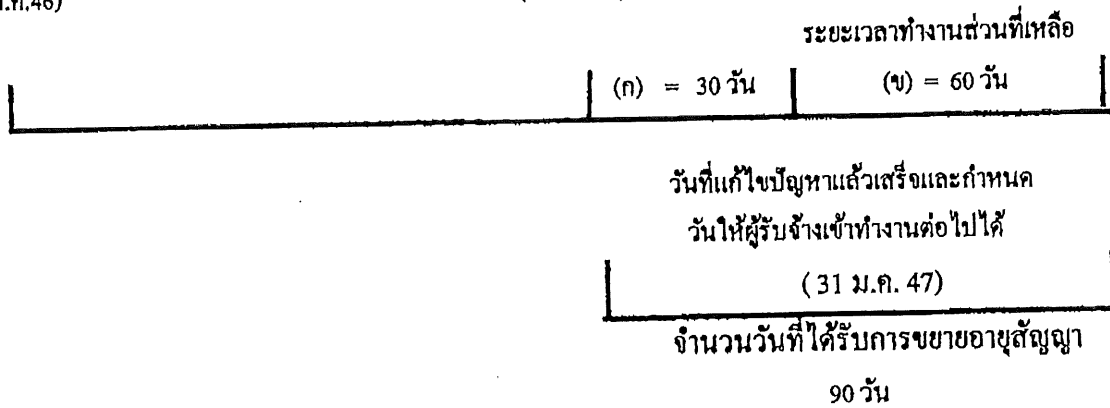 ระยะเวลาทำงานส่วนที่เหลือ
(ก) = 30 วัน (ข) = 60 วัน
วันที่แก้ไขปัญหาแล้วเสร็จและกำหนด
วันให้ผู้รับจ้างเข้าทำงานต่อไปได้
( 31 ม.ค. 47)
จำนวนวันที่ได้รับการขยายอายุสัญญา
90 วัน